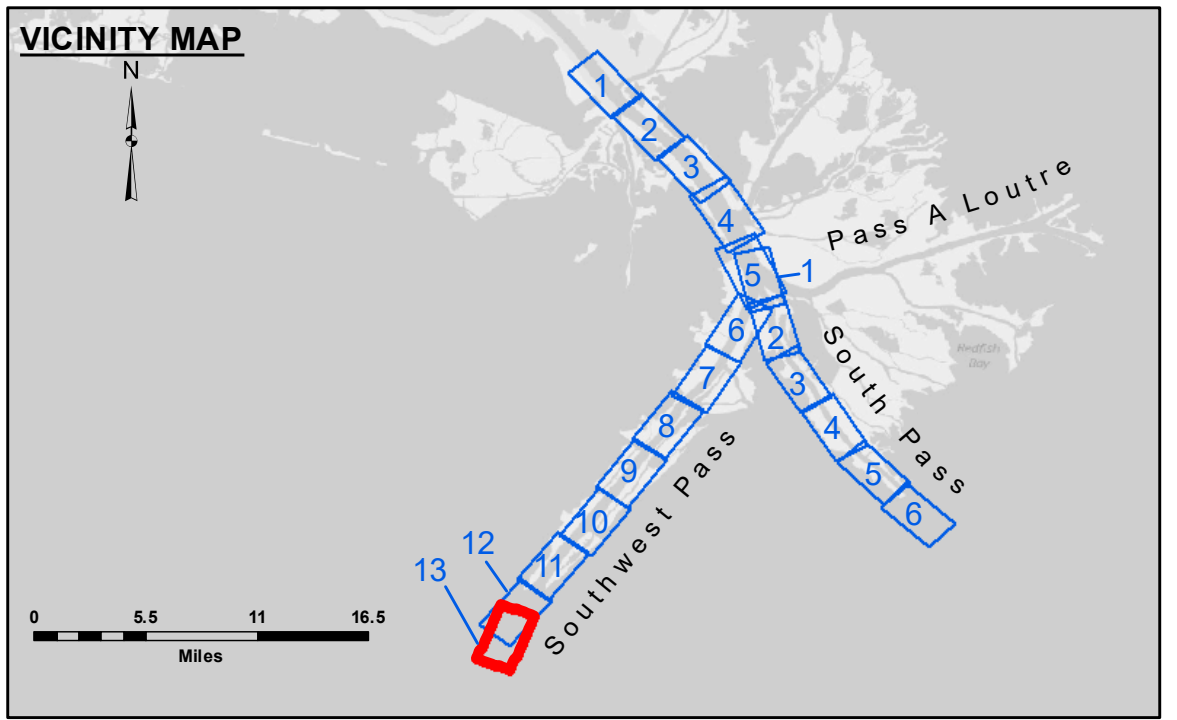 VICINITY MAP
N
1
2
3
4
5
1
Pass A Loutre
6
2
Redfish
Bay
7
3
South Pass
8
4
9
5
10
6
11
12
13
Southwest Pass
0 5.5 11 16.5
Miles